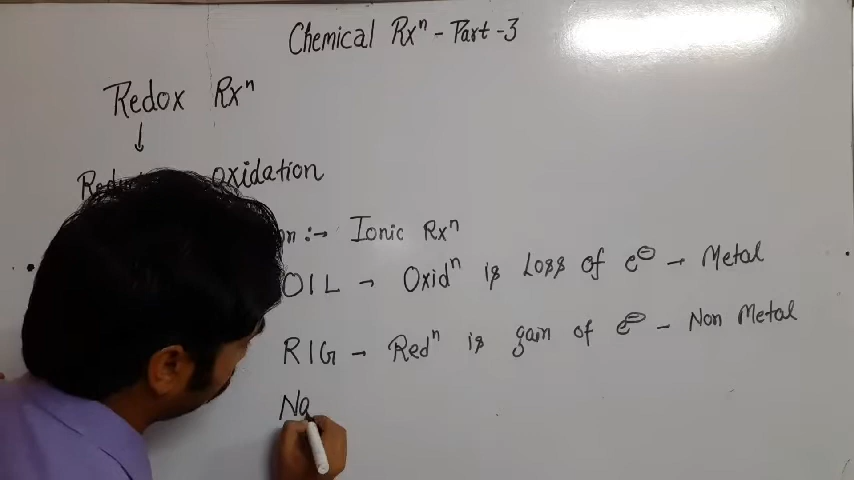 Chemical Rxⁿ - Part-3
Redox Rxⁿ
↓
oxidation
:→ Ionic Rxⁿ
OIL → Oxidⁿ is Loss of e⊖ → Metal
RIG → Redⁿ is gain of e⊖ - Non Metal
Na